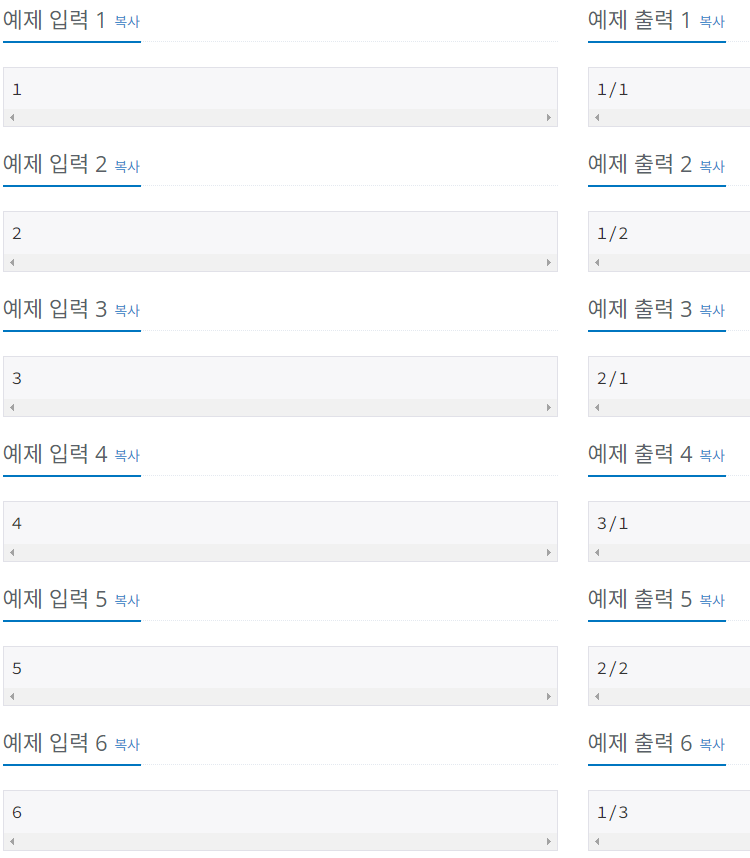 예제 입력 1 복사
예제 출력 1 복사
1
1/1
예제 입력 2 복사
예제 출력 2 복사
2
1/2
예제 입력 3 복사
예제 출력 3 복사
3
2/1
예제 입력 4 복사
예제 출력 4 복사
4
3/1
예제 입력 5 복사
예제 출력 5 복사
5
2/2
예제 입력 6 복사
예제 출력 6 복사
6
1/3